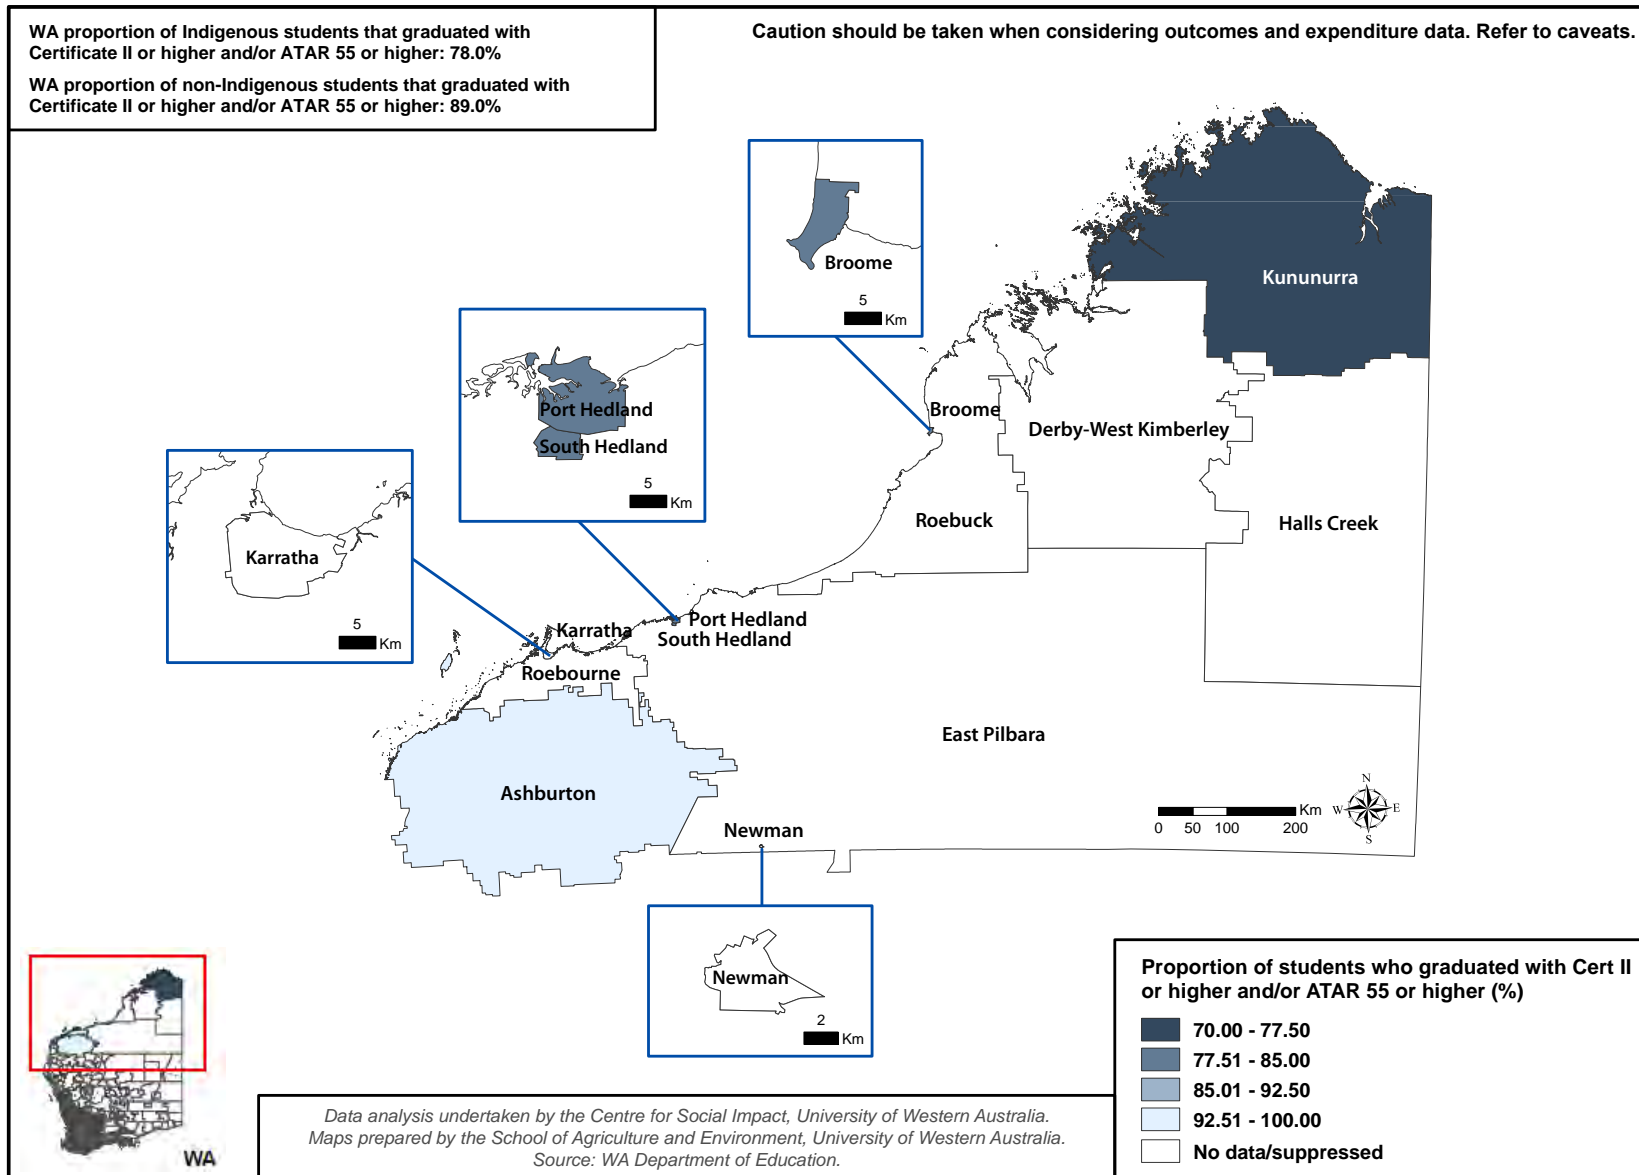 WA proportion of Indigenous students that graduated with
Certificate II or higher and/or ATAR 55 or higher: 78.0%
WA proportion of non-Indigenous students that graduated with
Certificate II or higher and/or ATAR 55 or higher: 89.0%
Caution should be taken when considering outcomes and expenditure data. Refer to caveats.
Broome
5
Km
Kununurra
Port Hedland
South Hedland
5
Km
Broome
Derby-West Kimberley
Karratha
5
Km
Roebuck
Halls Creek
Karratha
Port Hedland
South Hedland
Roebourne
East Pilbara
Ashburton
Newman
Km
0 50 100 200
N
W E
S
Newman
2
Km
WA
Proportion of students who graduated with Cert II
or higher and/or ATAR 55 or higher (%)
70.00 - 77.50
77.51 - 85.00
85.01 - 92.50
92.51 - 100.00
No data/suppressed
Data analysis undertaken by the Centre for Social Impact, University of Western Australia.
Maps prepared by the School of Agriculture and Environment, University of Western Australia.
Source: WA Department of Education.